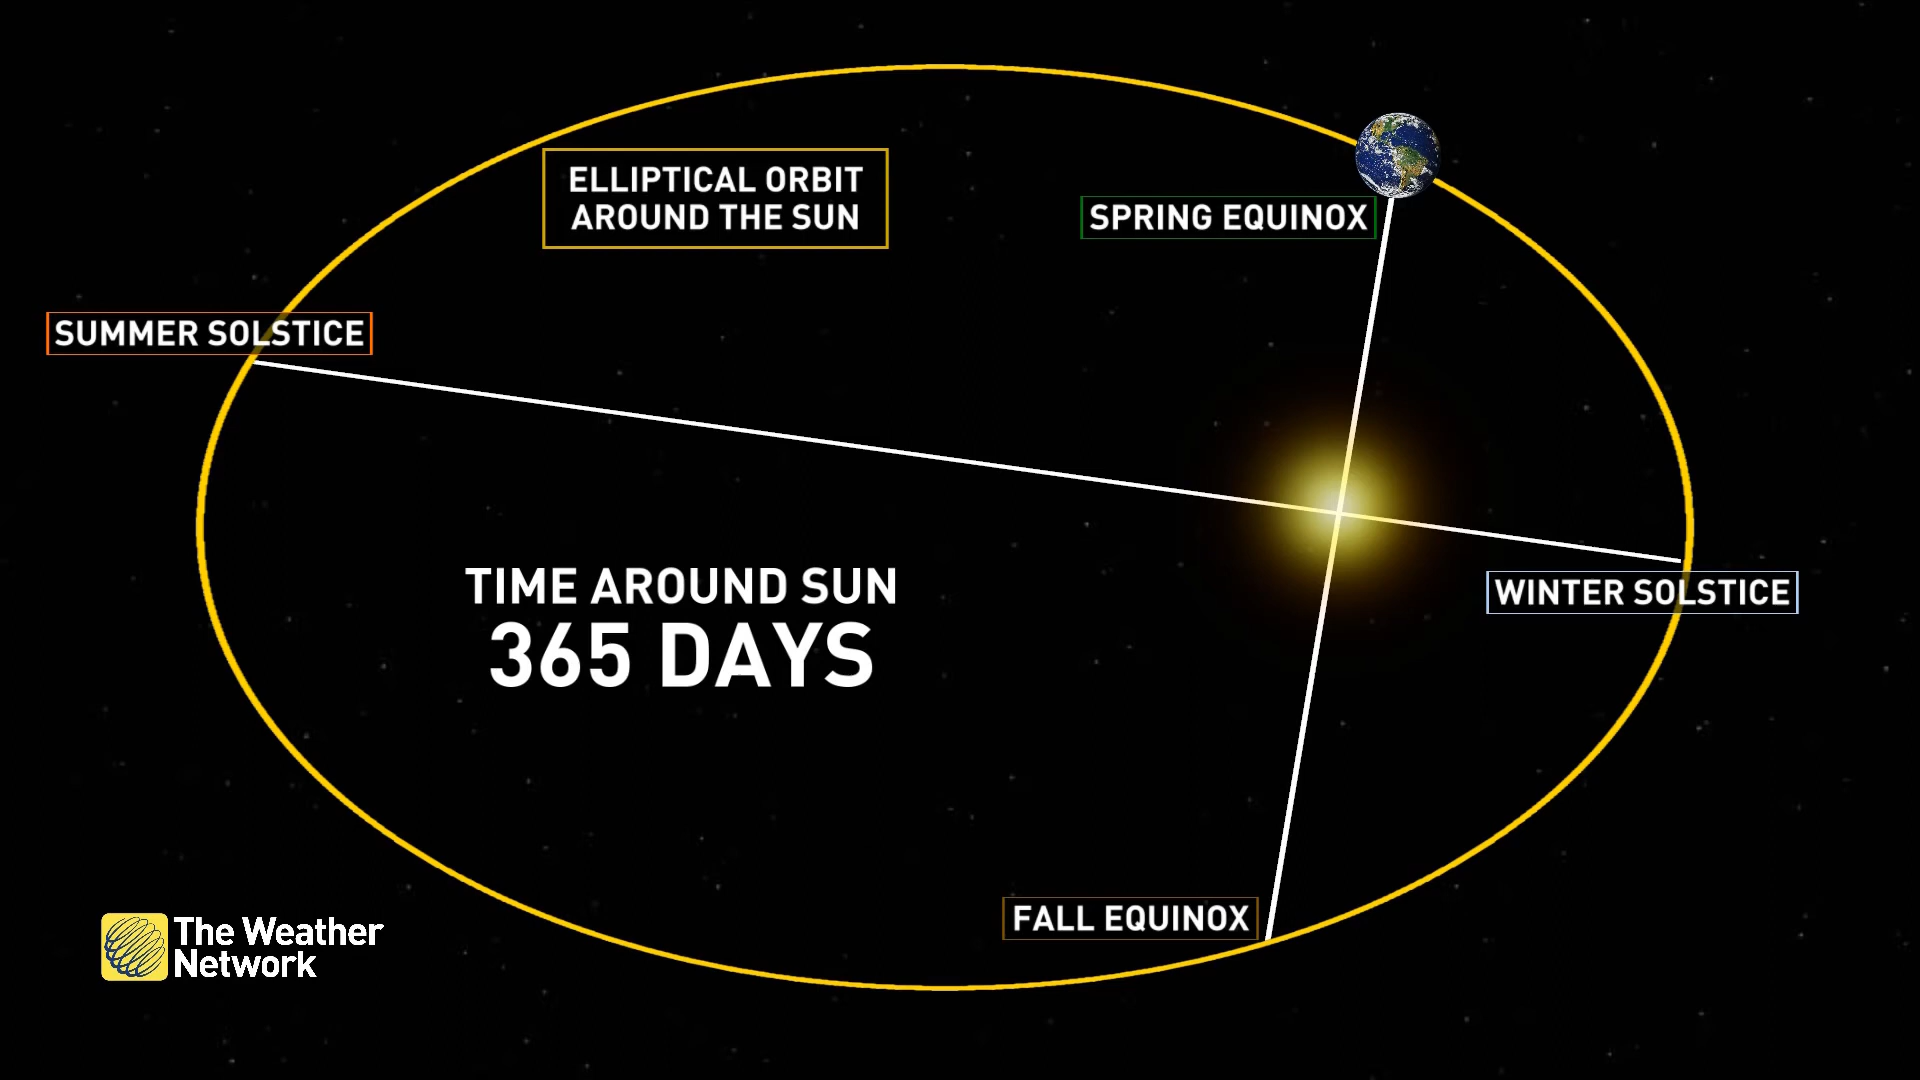 ELLIPTICAL ORBIT
AROUND THE SUN
SPRING EQUINOX
SUMMER SOLSTICE
TIME AROUND SUN
365 DAYS
WINTER SOLSTICE
FALL EQUINOX
The Weather
Network